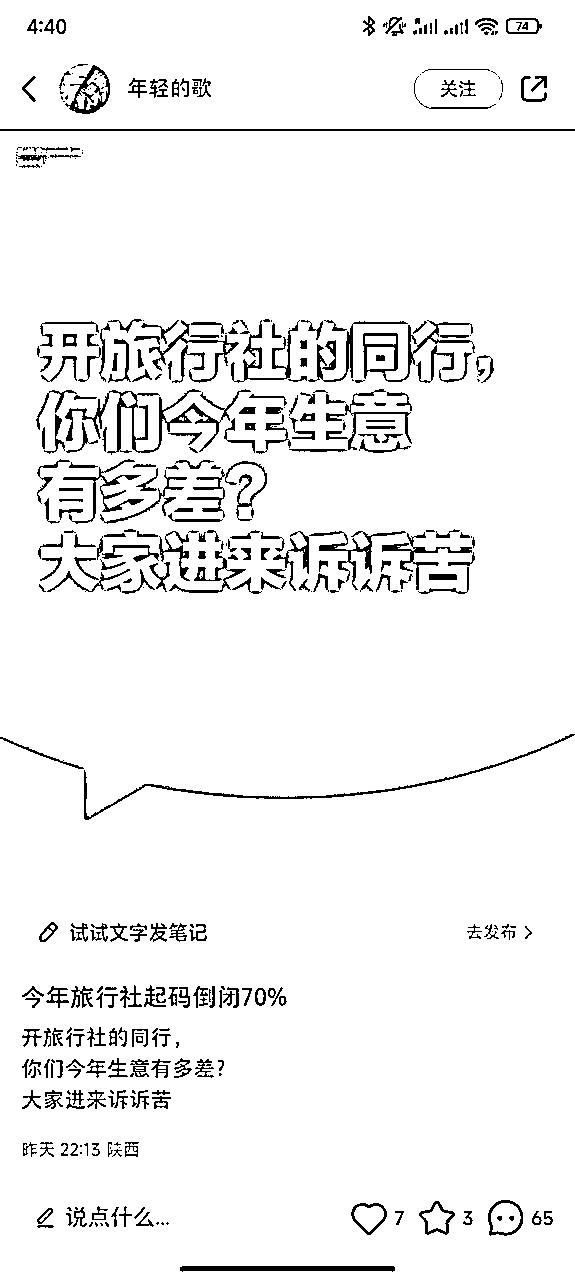 4:40
74
年轻的歌
关注
开旅行社的同行，
你们今年生意
有多差？
大家进来诉诉苦
试试文字发笔记
去发布
今年旅行社起码倒闭70%
开旅行社的同行，
你们今年生意有多差？
大家进来诉诉苦
昨天 22:13 陕西
说点什么...
7
3
65